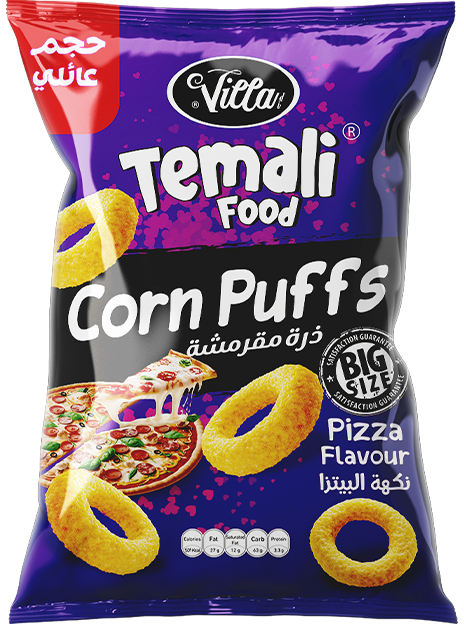 حجم
عائلي
Villa
®
Temali ®
FOOD
Corn Puffs
ذرة مقرمشة
SATISFACTION GUARANTEE
BIG
SIZE
SATISFACTION GUARANTEE
Pizza
Flavour
نكهة البيتزا
Calories Fat Saturated Fat Carb Protein
27 g 12 g 63 g 3.3 g